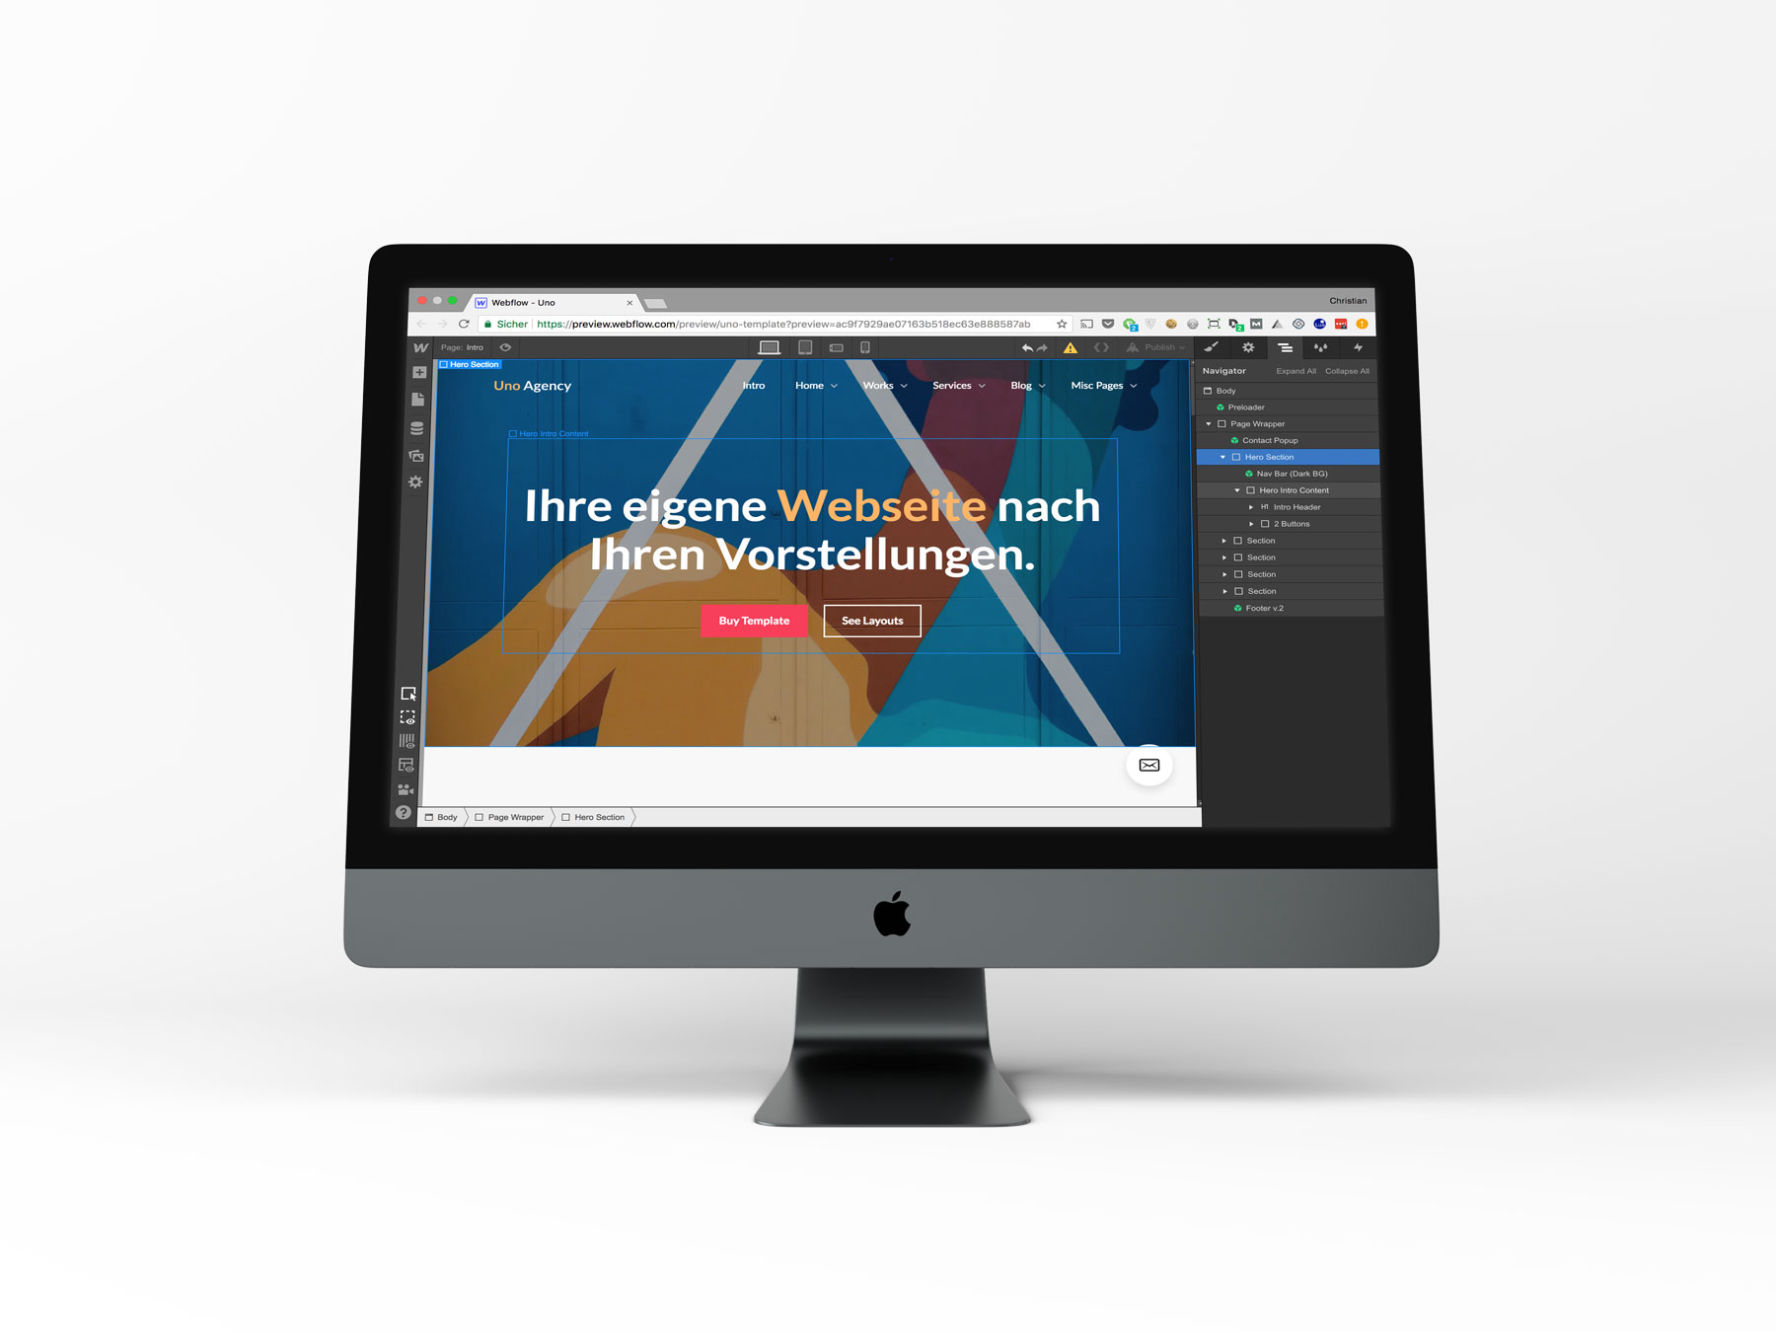 Webflow - Uno
Christian
Sicher https://preview.webflow.com/preview/uno-template?preview=ac9f7929ae07163b518ec63e888587ab
Page: Intro
Publish
Hero Section
Uno Agency
Intro Home Works Services Blog Misc Pages
Hero Intro Content
Ihre eigene Webseite nach
Ihren Vorstellungen.
Buy Template See Layouts
Body Page Wrapper Hero Section
Navigator Expand All Collapse All
Body
Preloader
Page Wrapper
Contact Popup
Hero Section
Nav Bar (Dark BG)
Hero Intro Content
H1 Intro Header
2 Buttons
Section
Section
Section
Section
Footer v.2